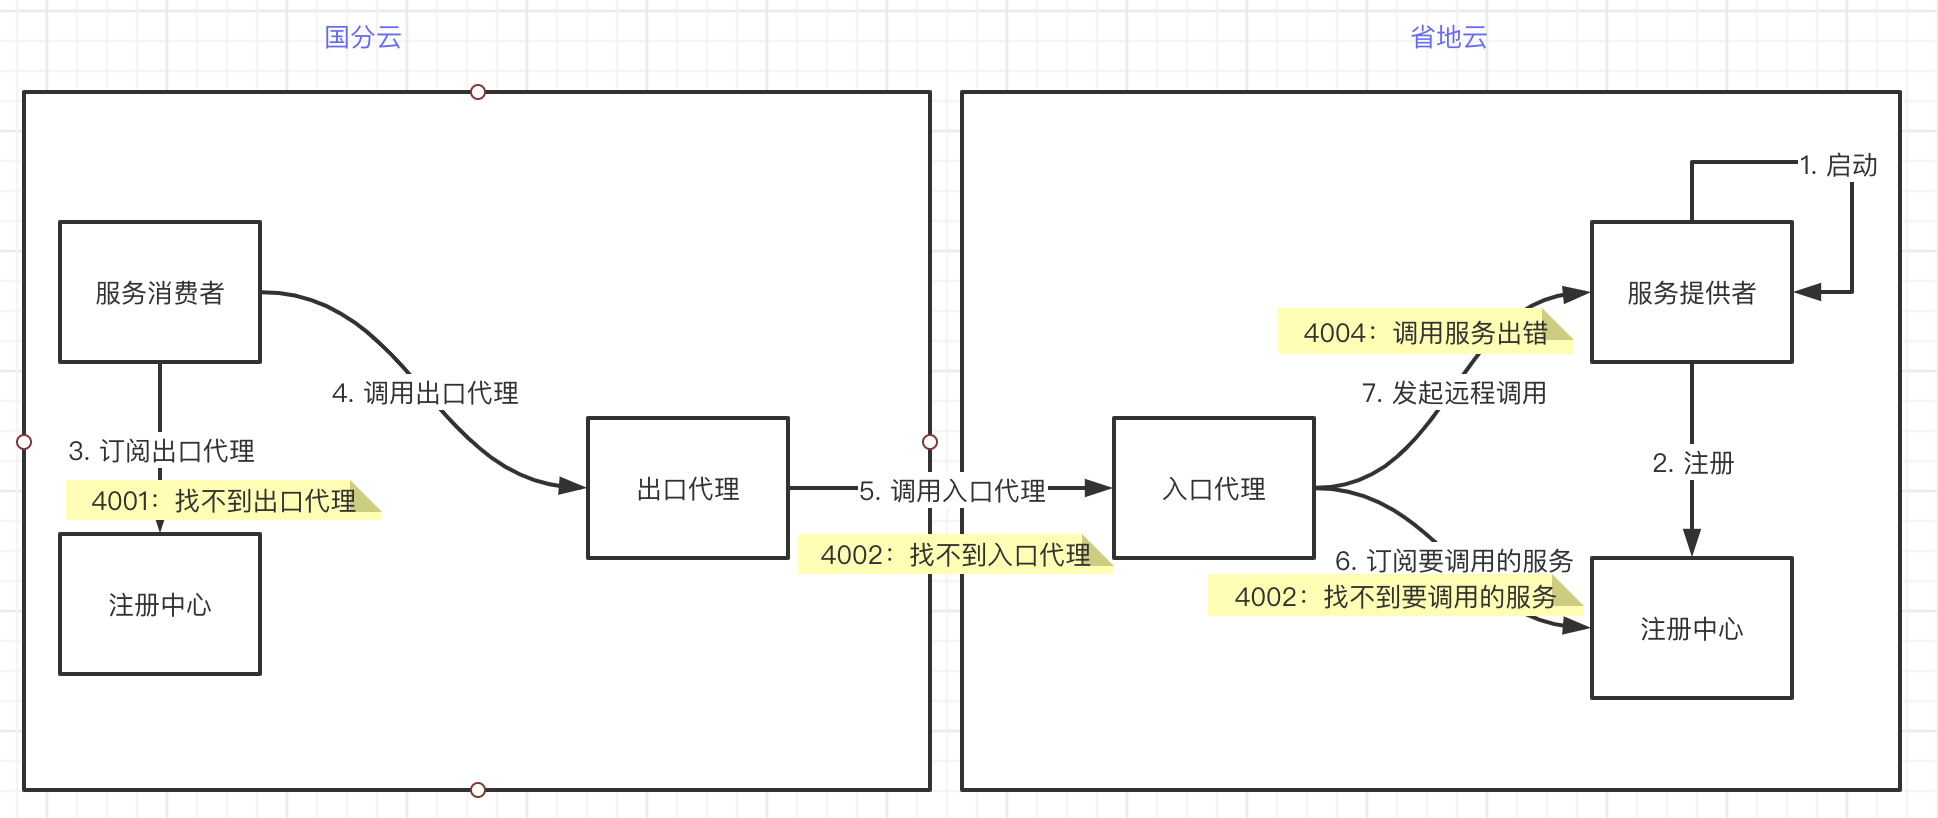 国分云
省地云
1. 启动
服务消费者
服务提供者
4004：调用服务出错
4. 调用出口代理
7. 发起远程调用
3. 订阅出口代理
2. 注册
4001：找不到出口代理
出口代理
5. 调用入口代理
入口代理
4002：找不到入口代理
6. 订阅要调用的服务
4002：找不到要调用的服务
注册中心
注册中心